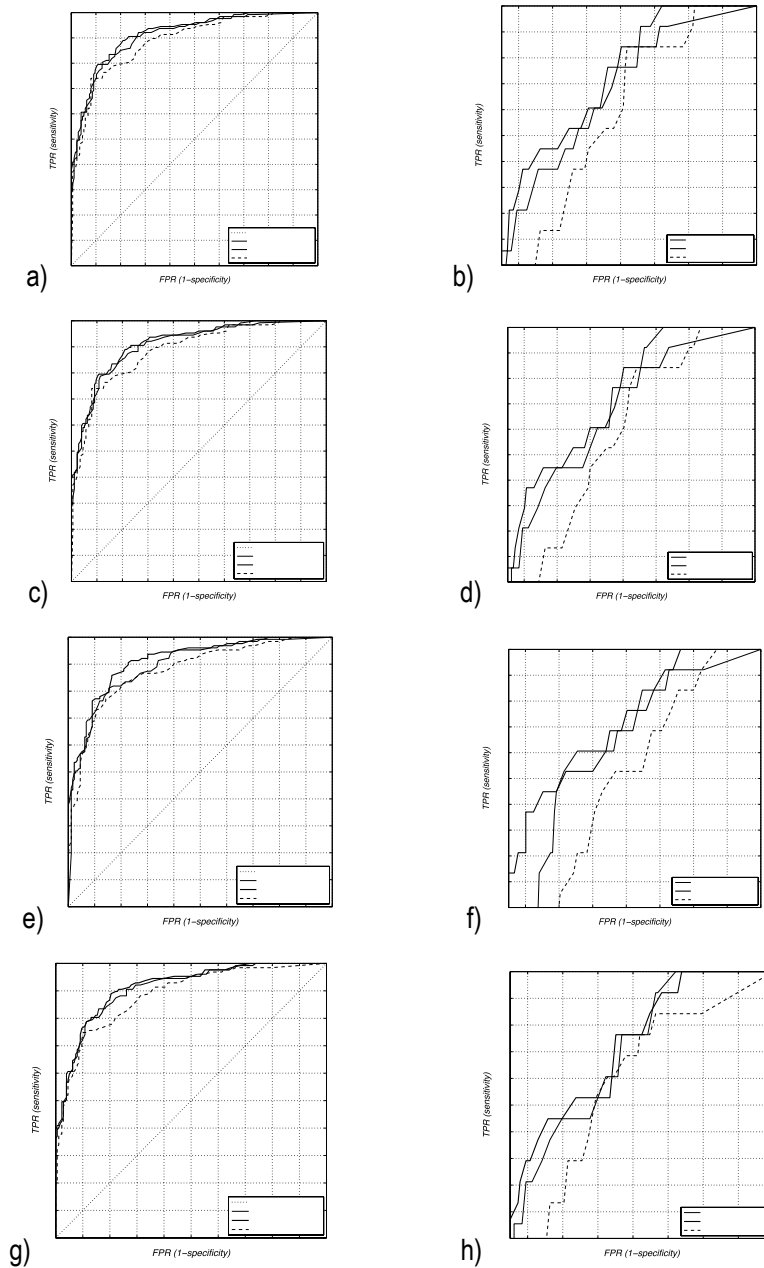 TPR (sensitivity)
FPR (1−specificity)
a)
TPR (sensitivity)
FPR (1−specificity)
b)
TPR (sensitivity)
FPR (1−specificity)
c)
TPR (sensitivity)
FPR (1−specificity)
d)
TPR (sensitivity)
FPR (1−specificity)
e)
TPR (sensitivity)
FPR (1−specificity)
f)
TPR (sensitivity)
FPR (1−specificity)
g)
TPR (sensitivity)
FPR (1−specificity)
h)